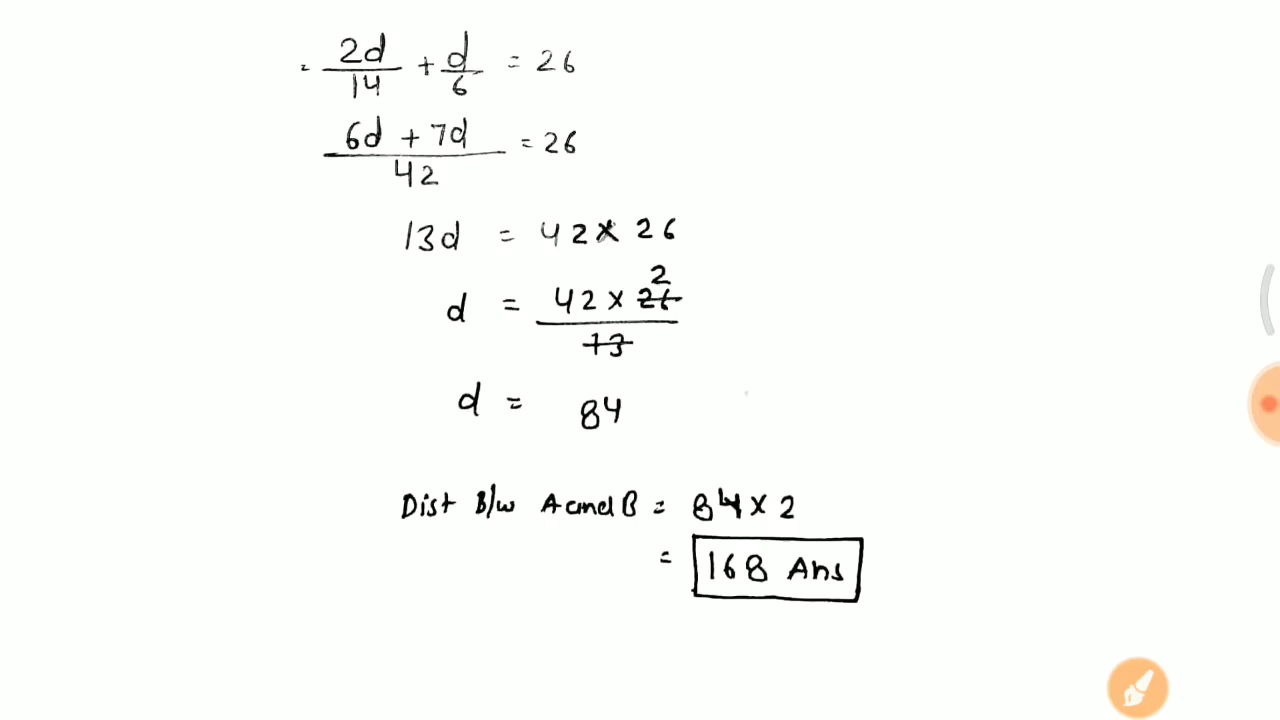 = 2d/14 + d/6 = 26
6d + 7d/42 = 26
13d = 42 x 26
d = 42 x 26/13 2
d = 84
Dist B/w A and B = 84 x 2
= 168 Ans